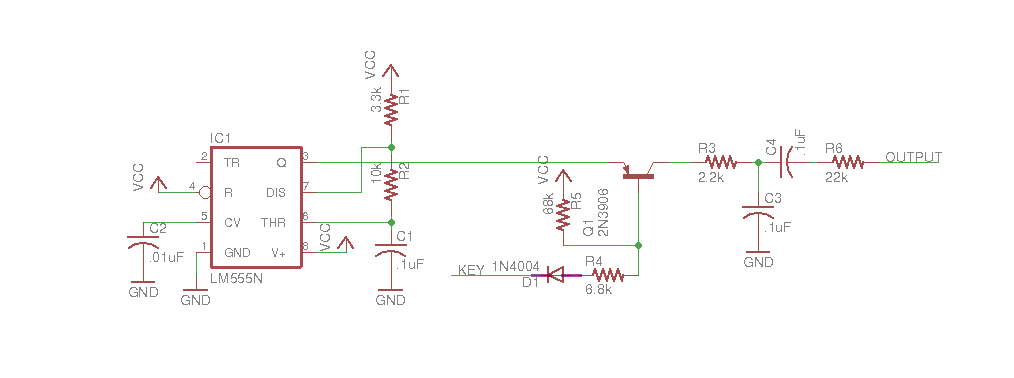 VCC
3.3k
R1
IC1
2
TR
Q
3
VCC
4
R
DIS
7
10k
R2
5
CV
THR
6
C2
.01uF
1
GND
V+
8
VCC
C1
.1uF
LM555N
GND
GND
GND
VCC
68k
R5
Q1
2N3906
KEY
1N4004
D1
R4
6.8k
R3
2.2k
C4
.1uF
R6
22k
OUTPUT
C3
.1uF
GND